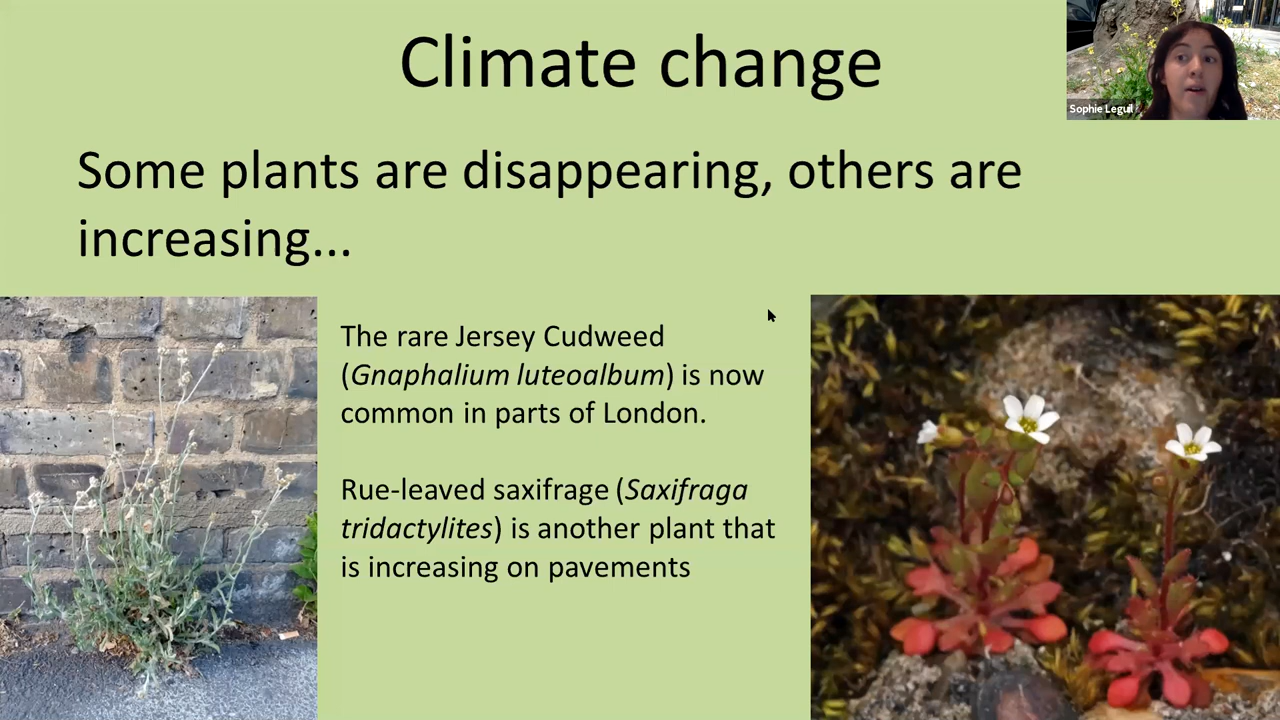 Climate change
Sophie Leguil
Some plants are disappearing, others are
increasing...
The rare Jersey Cudweed
(Gnaphalium luteoalbum) is now
common in parts of London.
Rue-leaved saxifrage (Saxifraga
tridactylites) is another plant that
is increasing on pavements